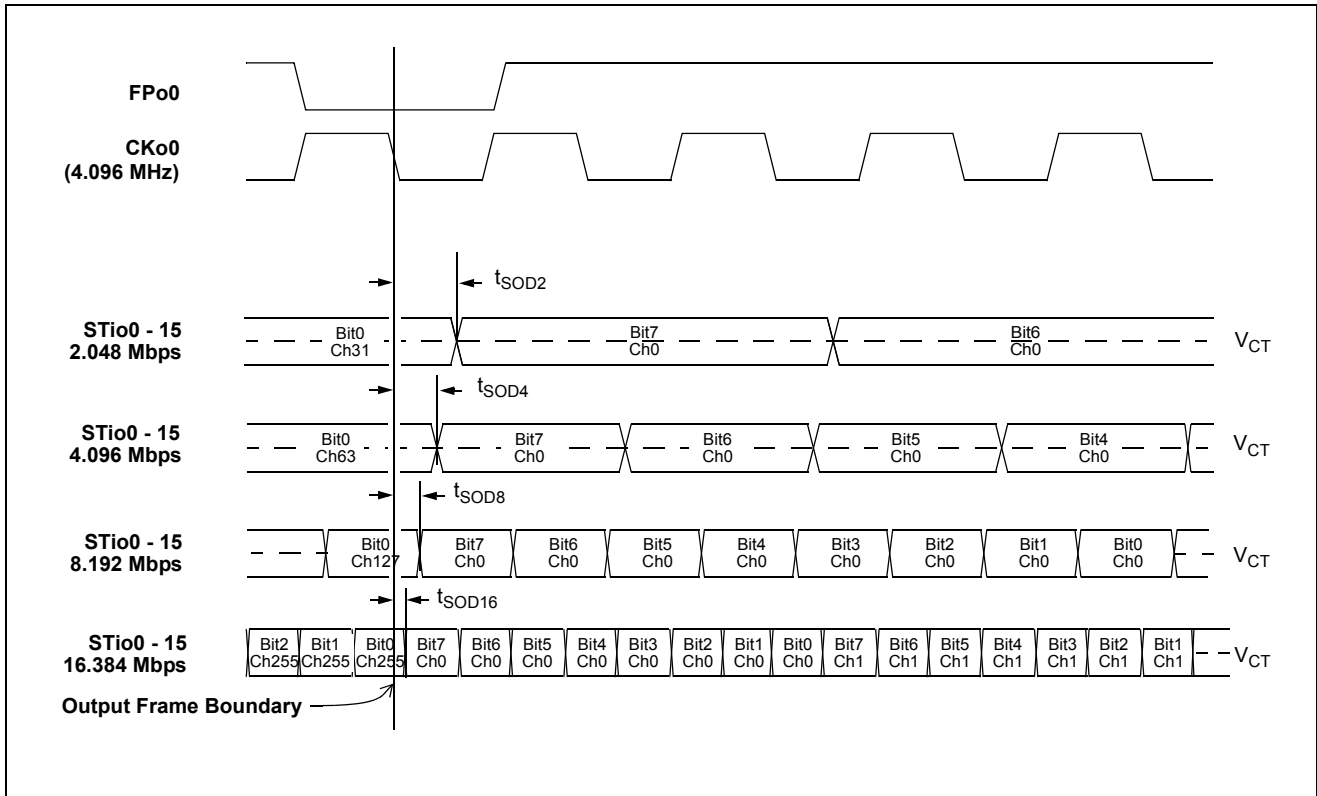 FPo0
CKo0
(4.096 MHz)
tSOD2
STio0 - 15
2.048 Mbps
Bit0
Ch31
Bit7
Ch0
Bit6
Ch0
VCT
tSOD4
STio0 - 15
4.096 Mbps
Bit0
Ch63
Bit7
Ch0
Bit6
Ch0
Bit5
Ch0
Bit4
Ch0
VCT
tSOD8
STio0 - 15
8.192 Mbps
Bit0
Ch127
Bit7
Ch0
Bit6
Ch0
Bit5
Ch0
Bit4
Ch0
Bit3
Ch0
Bit2
Ch0
Bit1
Ch0
Bit0
Ch0
VCT
tSOD16
STio0 - 15
16.384 Mbps
Bit2
Ch255
Bit1
Ch255
Bit0
Ch255
Bit7
Ch0
Bit6
Ch0
Bit5
Ch0
Bit4
Ch0
Bit3
Ch0
Bit2
Ch0
Bit1
Ch0
Bit0
Ch0
Bit7
Ch1
Bit6
Ch1
Bit5
Ch1
Bit4
Ch1
Bit3
Ch1
Bit2
Ch1
Bit1
Ch1
VCT
Output Frame Boundary